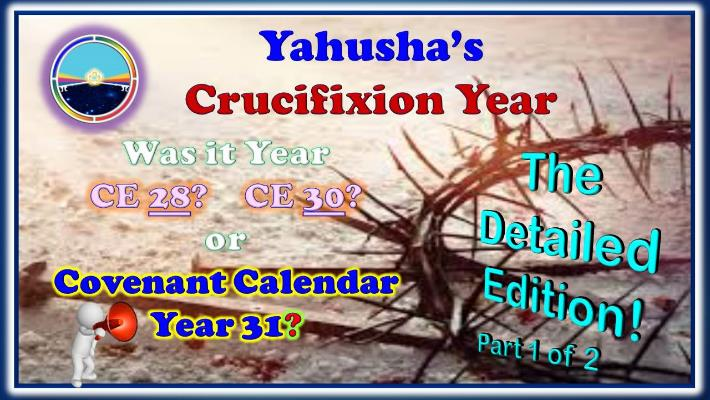 Yahusha's
Crucifixion Year
Was it Year
CE 28? CE 30?
or
Covenant Calendar
Year 31?
The
Detailed
Edition!
Part 1 of 2